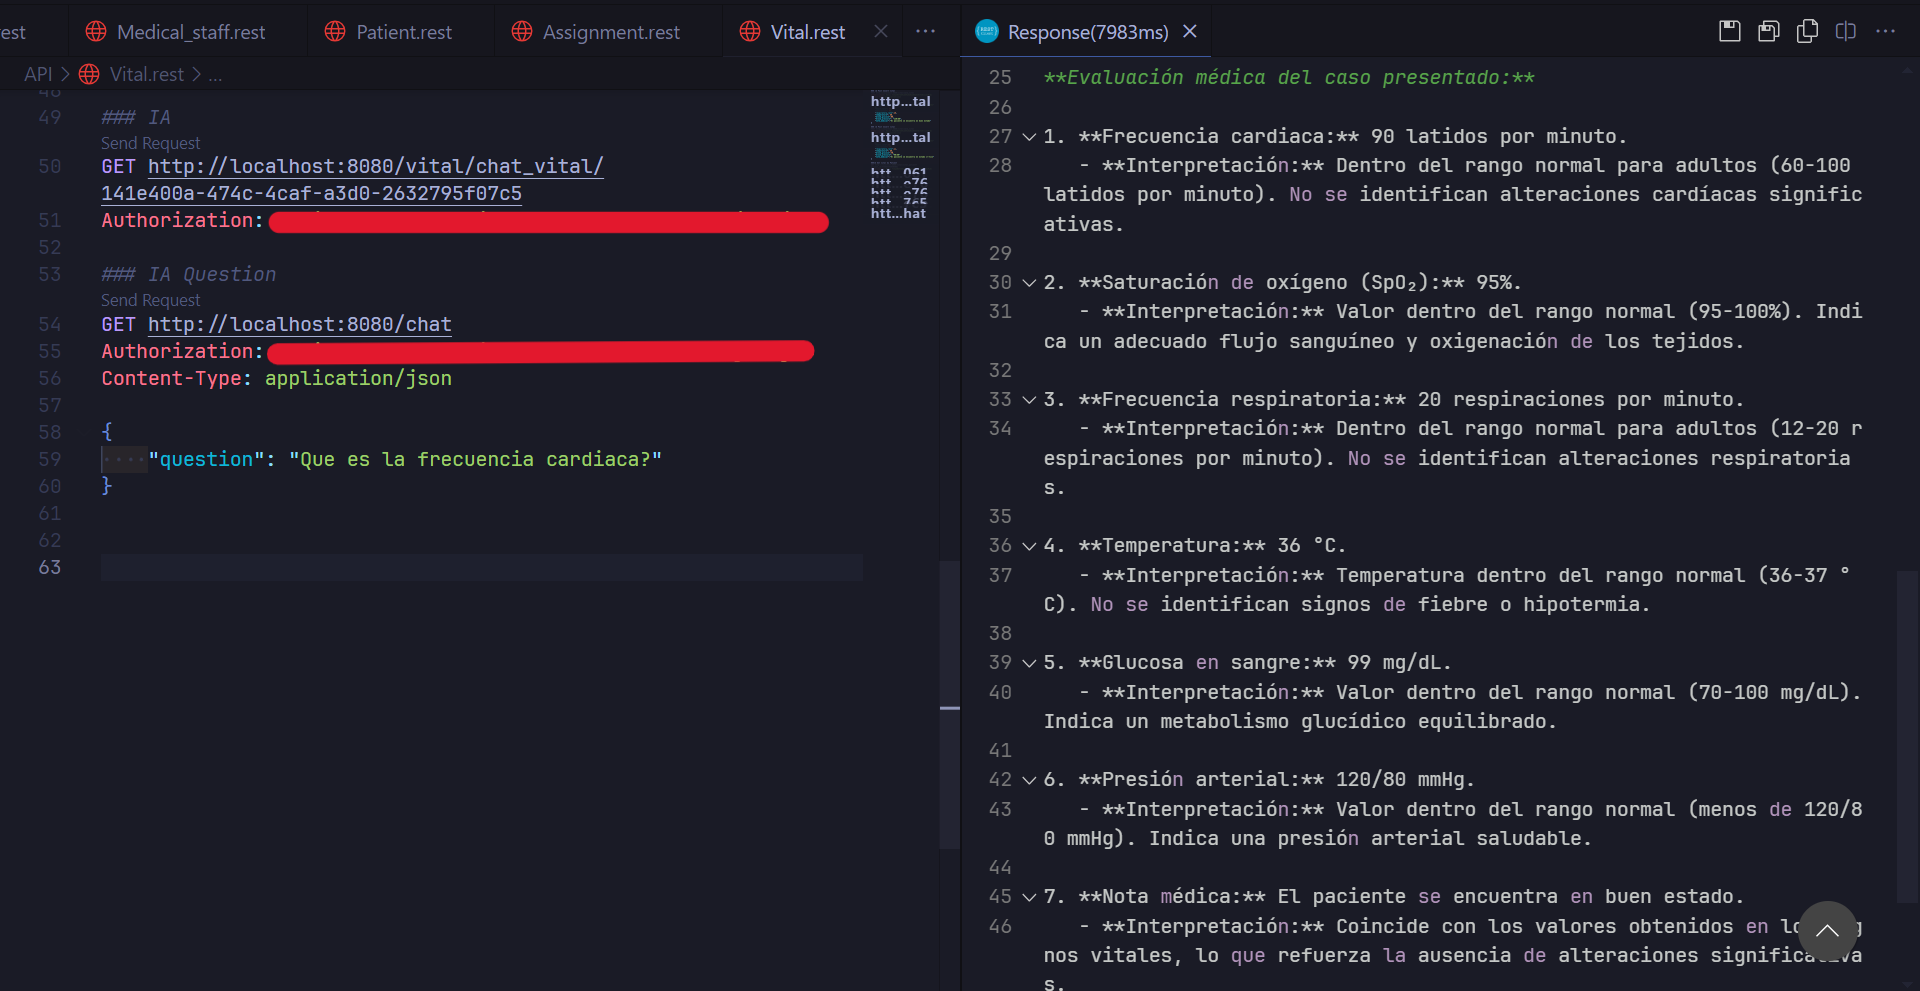 est
Medical_staff.rest
Patient.rest
Assignment.rest
Vital.rest
API > Vital.rest > ...
48
49 ### IA
Send Request
50 GET http://localhost:8080/vital/chat_vital/
141e400a-474c-4caf-a3d0-2632795f07c5
51 Authorization:
52
53 ### IA Question
Send Request
54 GET http://localhost:8080/chat
55 Authorization:
56 Content-Type: application/json
57
58 {
59 ····"question": "Que es la frecuencia cardiaca?"
60 }
61
62
63
http...tal
http...tal
htt...hat
Response(7983ms)
25 **Evaluación médica del caso presentado:**
26
27 1. **Frecuencia cardiaca:** 90 latidos por minuto.
28 - **Interpretación:** Dentro del rango normal para adultos (60-100
latidos por minuto). No se identifican alteraciones cardíacas signific
ativas.
29
30 2. **Saturación de oxígeno (SpO₂):** 95%.
31 - **Interpretación:** Valor dentro del rango normal (95-100%). Indi
ca un adecuado flujo sanguíneo y oxigenación de los tejidos.
32
33 3. **Frecuencia respiratoria:** 20 respiraciones por minuto.
34 - **Interpretación:** Dentro del rango normal para adultos (12-20 r
espiraciones por minuto). No se identifican alteraciones respiratoria
s.
35
36 4. **Temperatura:** 36 °C.
37 - **Interpretación:** Temperatura dentro del rango normal (36-37 °
C). No se identifican signos de fiebre o hipotermia.
38
39 5. **Glucosa en sangre:** 99 mg/dL.
40 - **Interpretación:** Valor dentro del rango normal (70-100 mg/dL).
Indica un metabolismo glucídico equilibrado.
41
42 6. **Presión arterial:** 120/80 mmHg.
43 - **Interpretación:** Valor dentro del rango normal (menos de 120/8
0 mmHg). Indica una presión arterial saludable.
44
45 7. **Nota médica:** El paciente se encuentra en buen estado.
46 - **Interpretación:** Coincide con los valores obtenidos en
nos vitales, lo que refuerza la ausencia de alteraciones significativa
s.